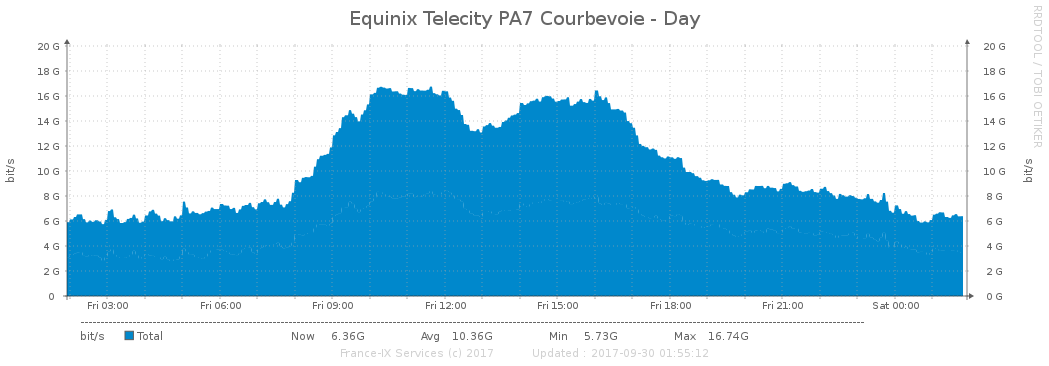 Equinix Telecity PA7 Courbevoie - Day
RRDTOOL / TOBI OETIKER
bit/s
20 G 20 G
18 G 18 G
16 G 16 G
14 G 14 G
12 G 12 G
10 G 10 G
8 G 8 G
6 G 6 G
4 G 4 G
2 G 2 G
0 0 G
bit/s
Fri 03:00 Fri 06:00 Fri 09:00 Fri 12:00 Fri 15:00 Fri 18:00 Fri 21:00 Sat 00:00
bit/s Total Now 6.36G Avg 10.36G Min 5.73G Max 16.74G
France-IX Services (c) 2017 Updated : 2017-09-30 01:55:12